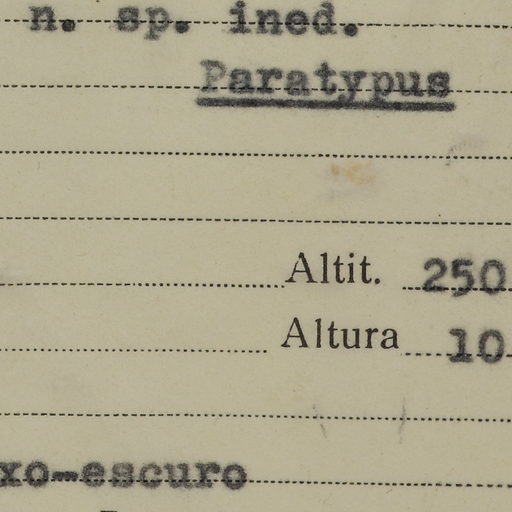 n. sp. ined.
Paratypus
Altit. 250
Altura 10
xo-escuro